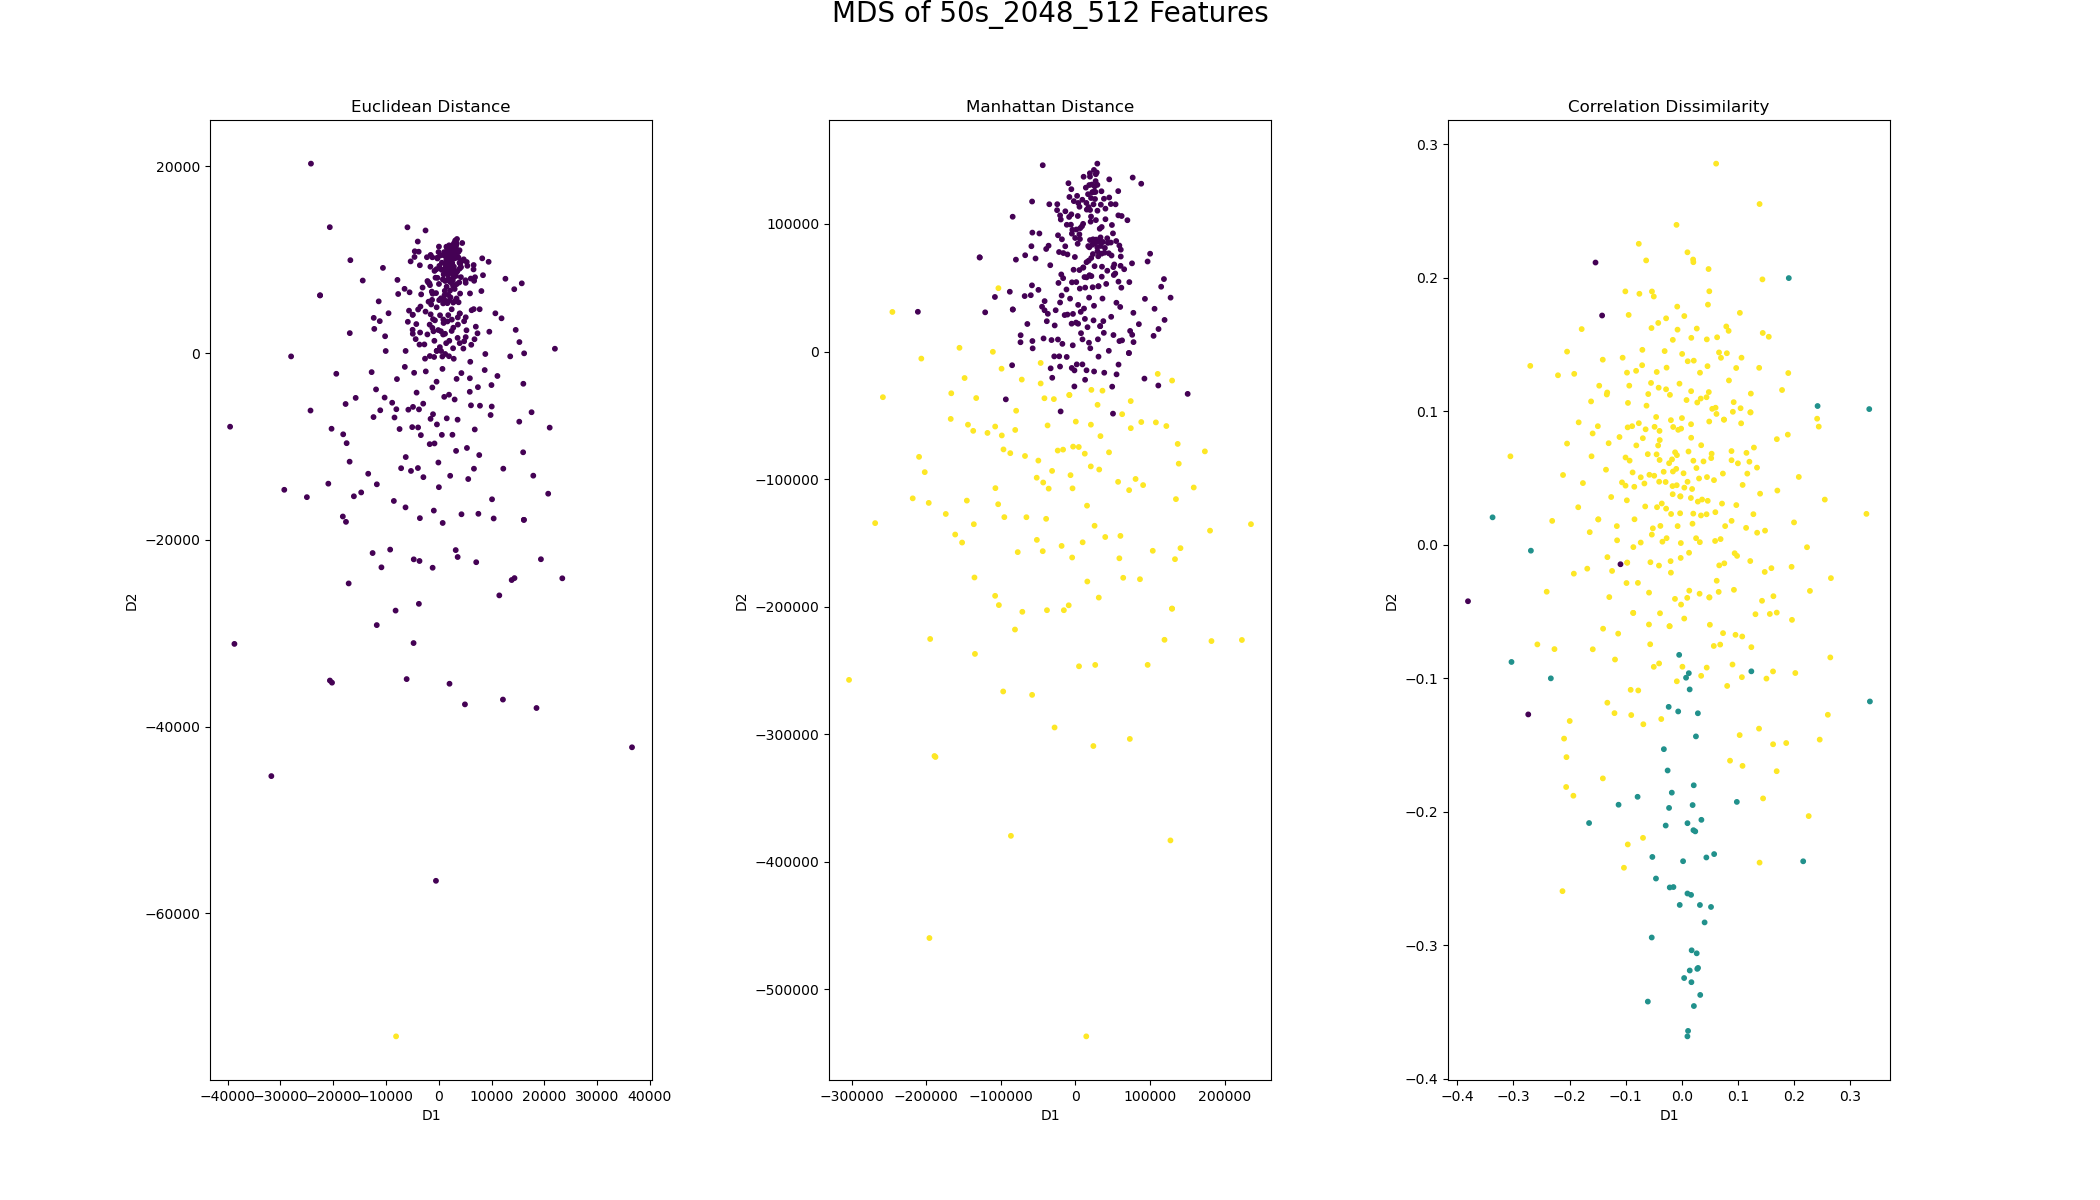 MDS of 50s_2048_512 Features
Euclidean Distance
20000
0
−20000
−40000
−60000
D2
−40000 −30000 −20000 −10000 0 10000 20000 30000 40000
D1
Manhattan Distance
100000
0
−100000
−200000
−300000
−400000
−500000
D2
−300000 −200000 −100000 0 100000 200000
D1
Correlation Dissimilarity
0.3
0.2
0.1
0.0
−0.1
−0.2
−0.3
−0.4
D2
−0.4 −0.3 −0.2 −0.1 0.0 0.1 0.2 0.3
D1